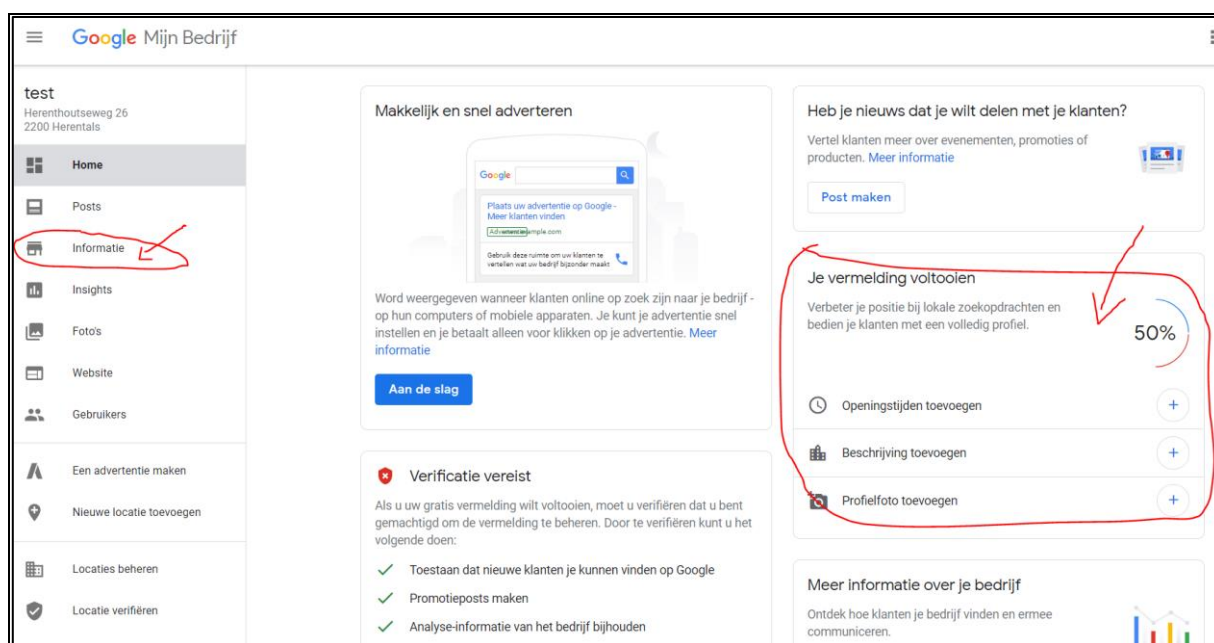 Google Mijn Bedrijf
test
Herenthoutseweg 26
2200 Herentals
Home
Posts
Informatie
Insights
Foto's
Website
Gebruikers
Een advertentie maken
Nieuwe locatie toevoegen
Locaties beheren
Locatie verifiëren
Makkelijk en snel adverteren
Google
Plaats uw advertentie op Google -
Meer klanten vinden
Gebruik deze ruimte om uw klanten te
vertellen wat uw bedrijf bijzonder maakt
Word weergegeven wanneer klanten online op zoek zijn naar je bedrijf -
op hun computers of mobiele apparaten. Je kunt je advertentie snel
instellen en je betaalt alleen voor klikken op je advertentie. Meer
informatie
Aan de slag
Verificatie vereist
Als u uw gratis vermelding wilt voltooien, moet u verifiëren dat u bent
gemachtigd om de vermelding te beheren. Door te verifiëren kunt u het
volgende doen:
Toestaan dat nieuwe klanten je kunnen vinden op Google
Promotieposts maken
Analyse-informatie van het bedrijf bijhouden
Heb je nieuws dat je wilt delen met je klanten?
Vertel klanten meer over evenementen, promoties of
producten. Meer informatie
Post maken
Je vermelding voltooien
Verbeter je positie bij lokale zoekopdrachten en
bedien je klanten met een volledig profiel.
50%
Openingstijden toevoegen
Beschrijving toevoegen
Profielfoto toevoegen
Meer informatie over je bedrijf
Ontdek hoe klanten je bedrijf vinden en ermee
communiceren.